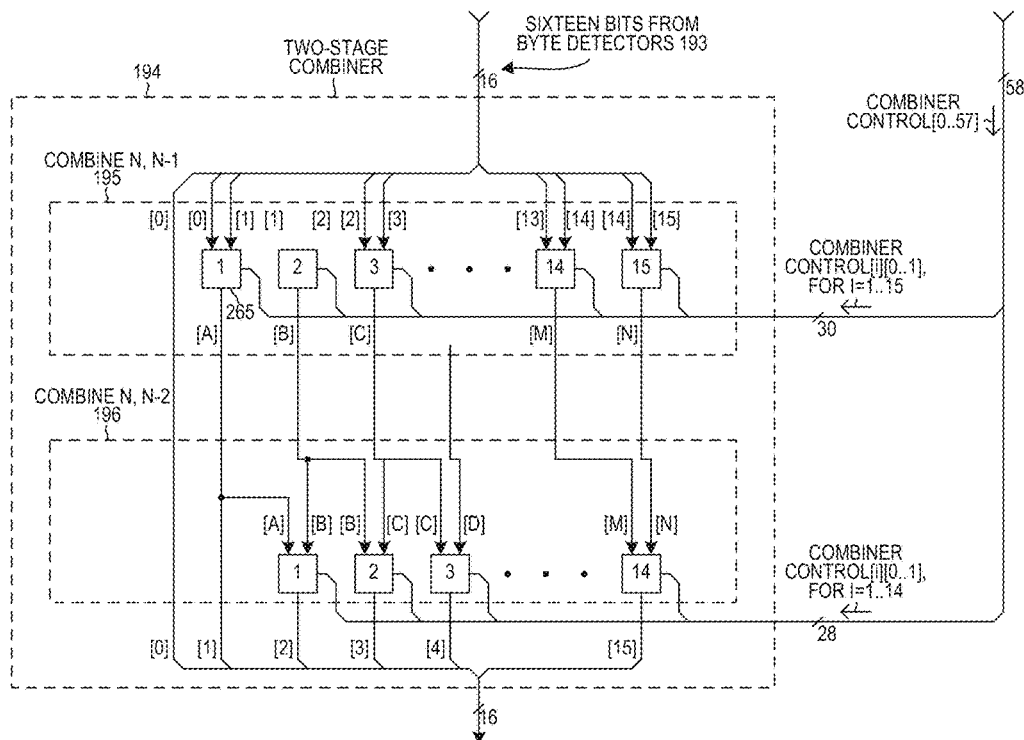 SIXTEEN BITS FROM
BYTE DETECTORS 193
TWO-STAGE
COMBINER
194
16
58
COMBINER
CONTROL[0..57]
COMBINE N, N-1
195
[0] [0] [1] [1] [2] [2] [3] [13] [14] [14] [15]
1 2 3 14 15
265
COMBINER
CONTROL[I][0..1],
FOR I=1..15
30
[A] [B] [C] [M] [N]
COMBINE N, N-2
196
[A] [B] [B] [C] [C] [D] [M] [N]
1 2 3 14
COMBINER
CONTROL[I][0..1],
FOR I=1..14
28
[0] [1] [2] [3] [4] [15]
16